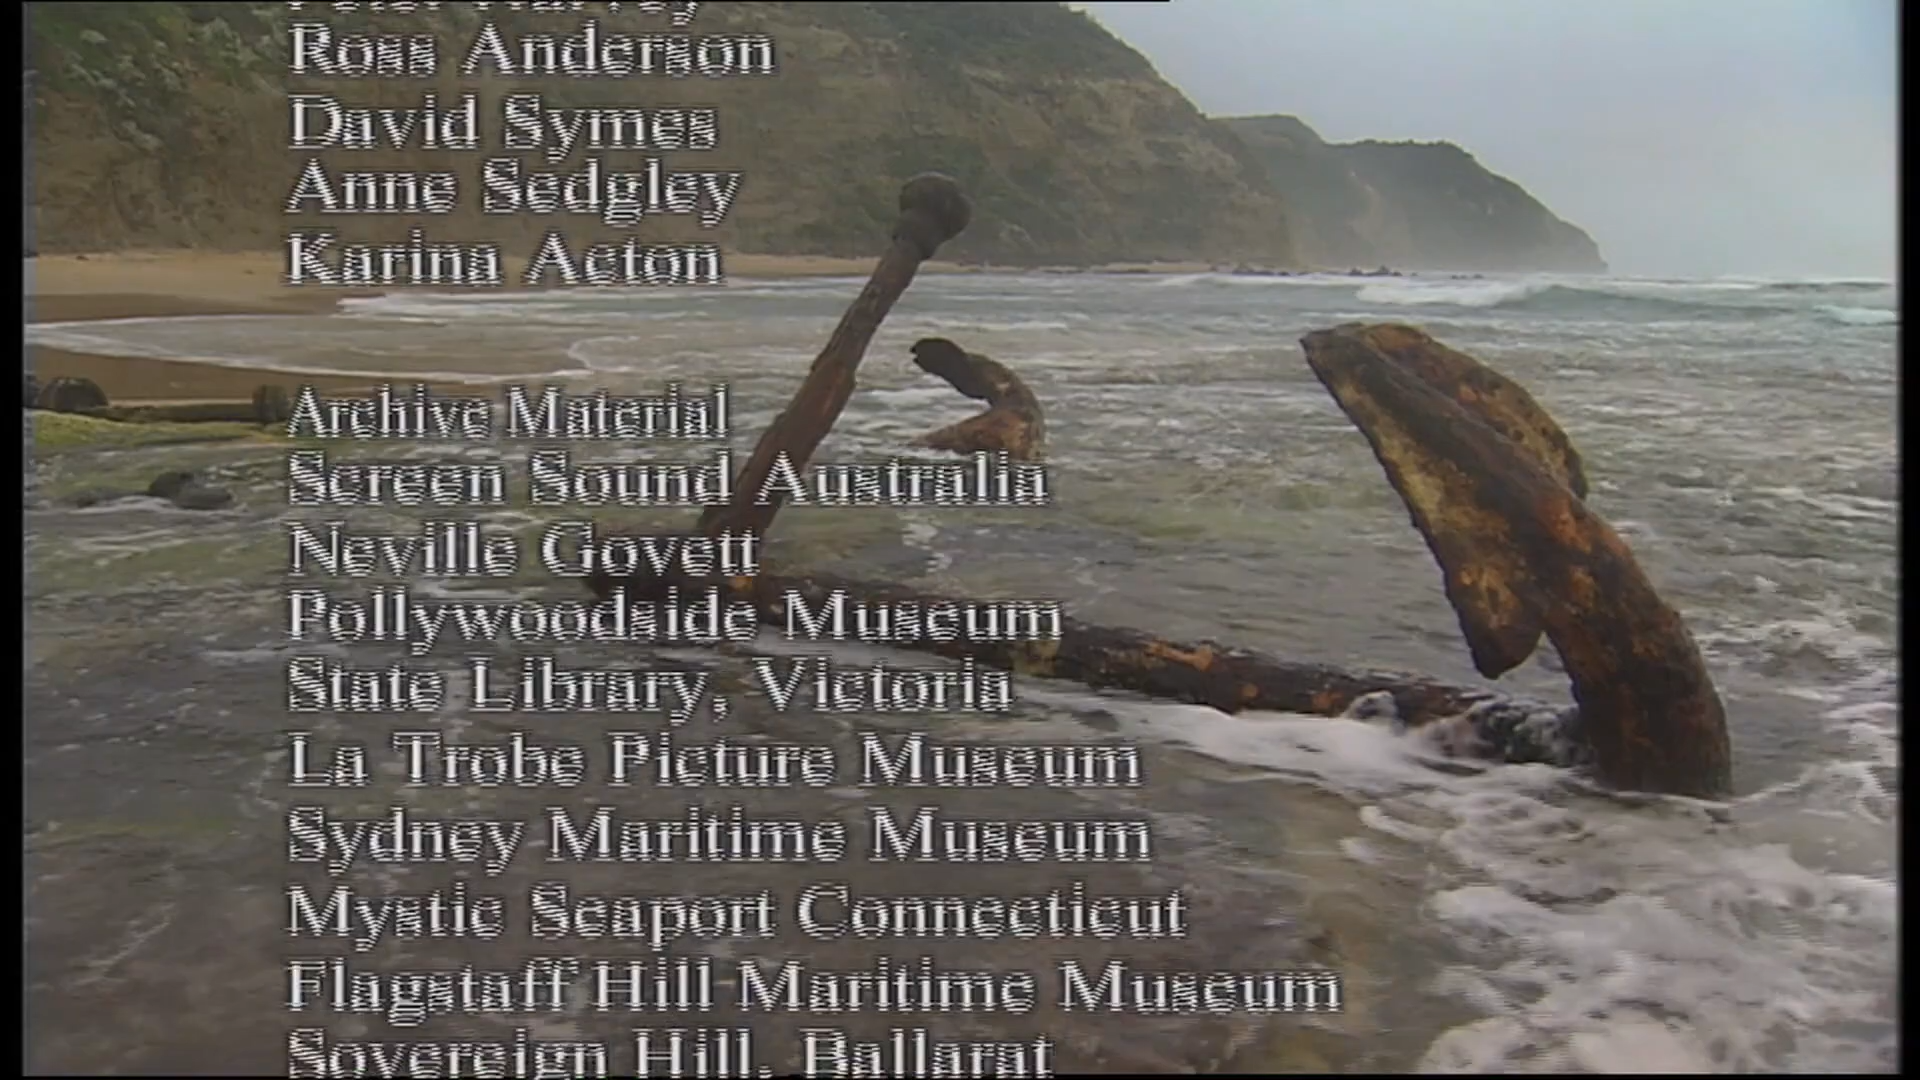 Ross Anderson
David Symes
Anne Sedgley
Karina Acton
Archive Material
Screen Sound Australia
Neville Govett
Pollywoodside Museum
State Library, Victoria
La Trobe Picture Museum
Sydney Maritime Museum
Mystic Seaport Connecticut
Flagstaff Hill Maritime Museum
Sovereign Hill, Ballarat